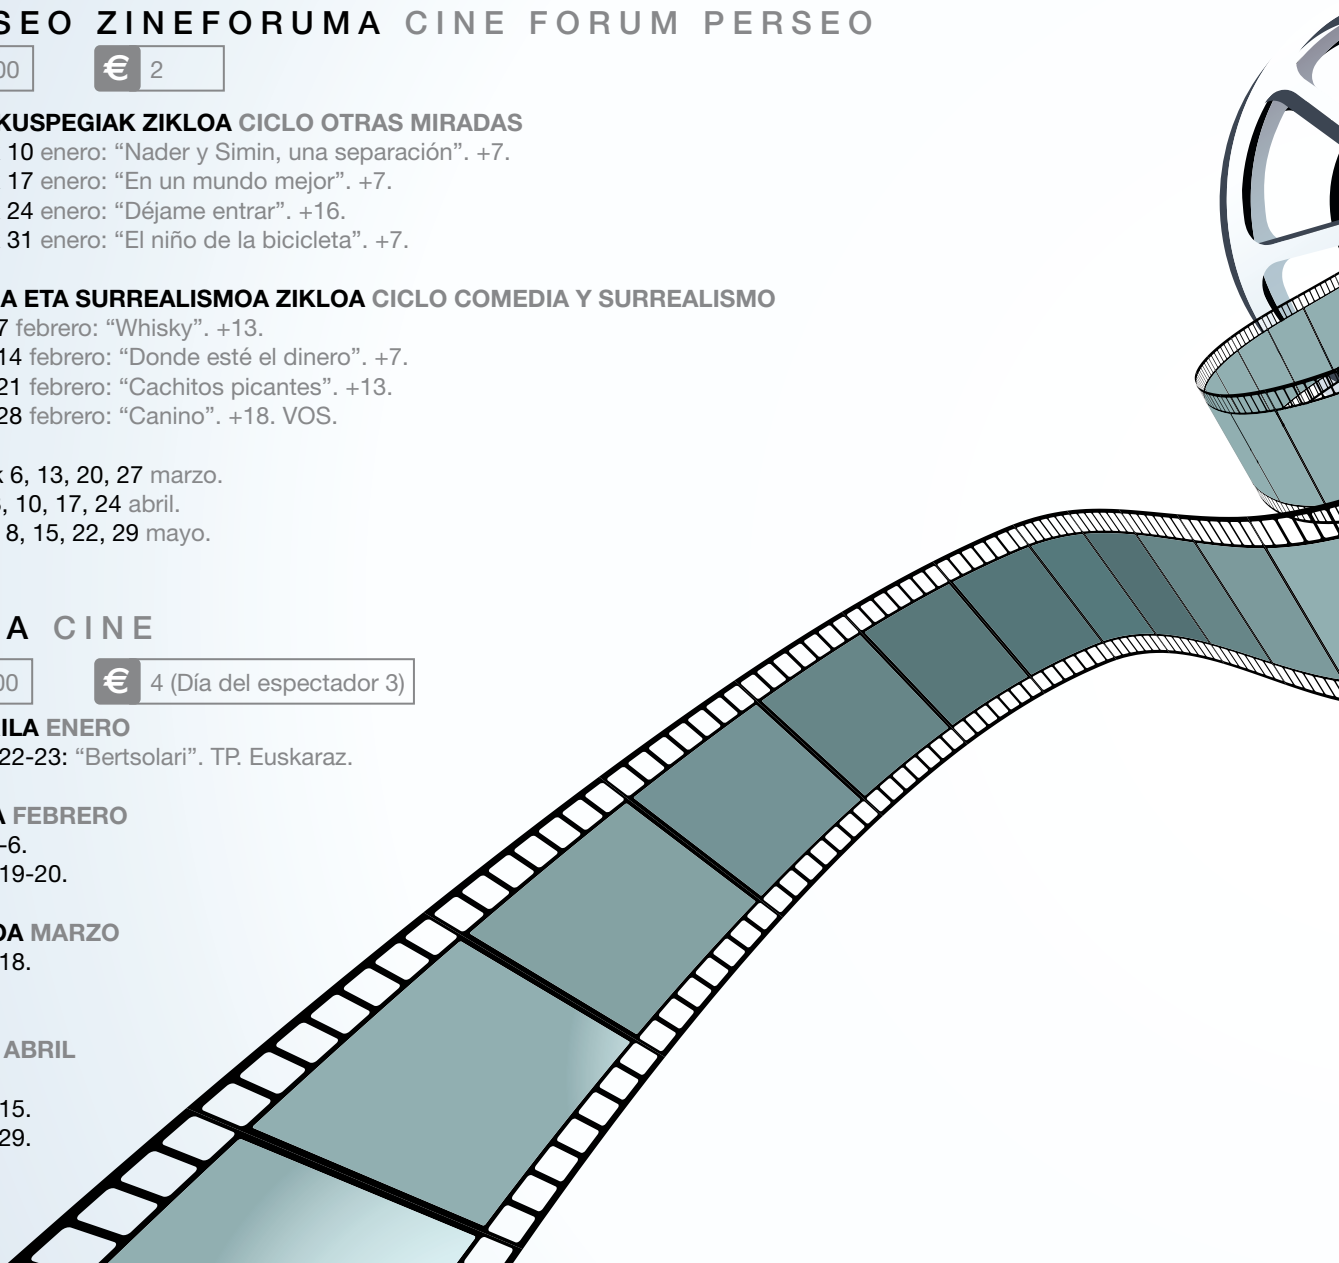 SEO ZINEFORUMA CINE FORUM PERSEO
00 € 2
KUSPEGIAK ZIKLOA CICLO OTRAS MIRADAS
10 enero: “Nader y Simin, una separación”. +7.
17 enero: “En un mundo mejor”. +7.
24 enero: “Déjame entrar”. +16.
31 enero: “El niño de la bicicleta”. +7.
A ETA SURREALISMOA ZIKLOA CICLO COMEDIA Y SURREALISMO
7 febrero: “Whisky”. +13.
14 febrero: “Donde esté el dinero”. +7.
21 febrero: “Cachitos picantes”. +13.
28 febrero: “Canino”. +18. VOS.
k 6, 13, 20, 27 marzo.
, 10, 17, 24 abril.
8, 15, 22, 29 mayo.
A CINE
00 € 4 (Día del espectador 3)
ILA ENERO
22-23: “Bertsolari”. TP. Euskaraz.
A FEBRERO
-6.
19-20.
OA MARZO
18.
ABRIL
15.
29.